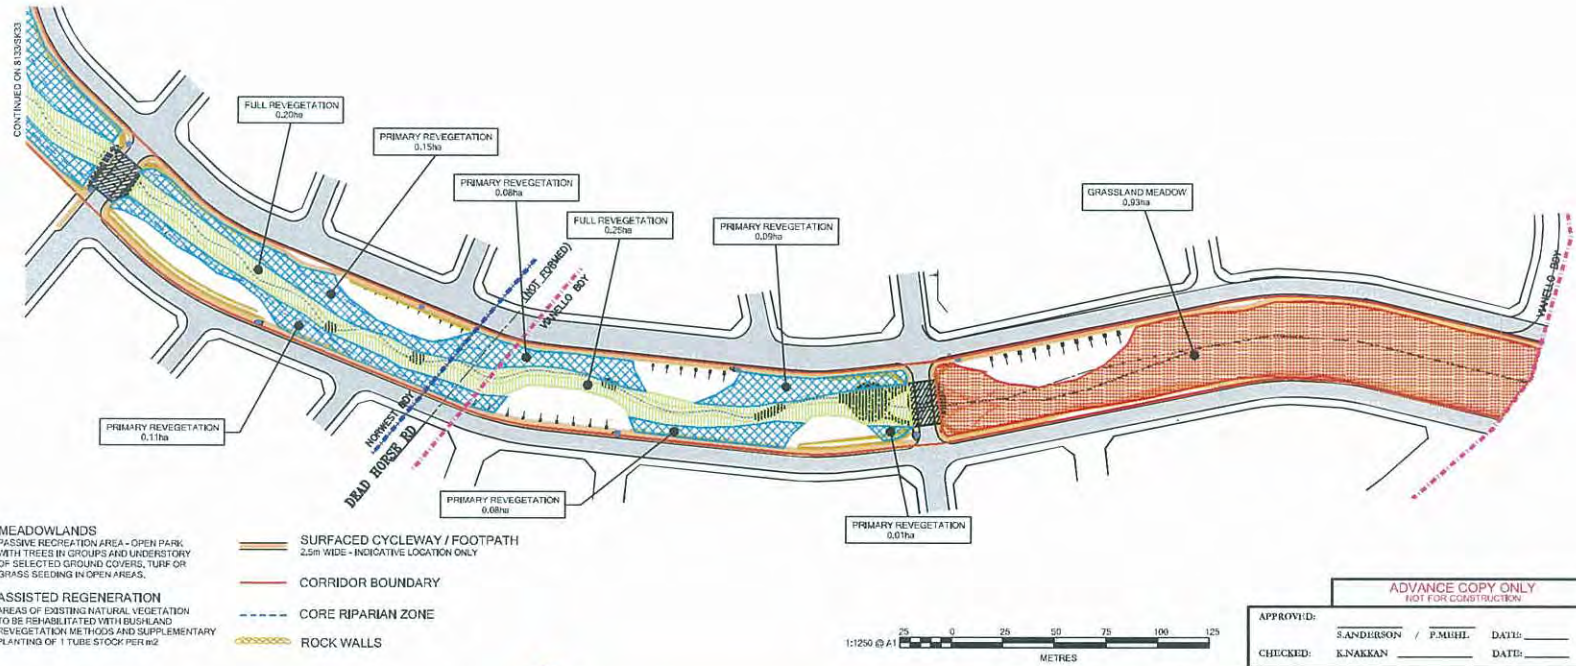 CONTINUED ON 8133/SK33
FULL REVEGETATION
0.20ha
PRIMARY REVEGETATION
0.15ha
PRIMARY REVEGETATION
0.08ha
FULL REVEGETATION
0.25ha
PRIMARY REVEGETATION
0.09ha
GRASSLAND MEADOW
0.93ha
(NOT FORMED)
VIANELLO BDY
VIANELLO BDY
NORWEST BDY
DEAD HORSE RD
PRIMARY REVEGETATION
0.11ha
PRIMARY REVEGETATION
0.08ha
PRIMARY REVEGETATION
0.01ha
MEADOWLANDS
PASSIVE RECREATION AREA - OPEN PARK
WITH TREES IN GROUPS AND UNDERSTORY
OF SELECTED GROUND COVERS, TURF OR
GRASS SEEDING IN OPEN AREAS.
ASSISTED REGENERATION
AREAS OF EXISTING NATURAL VEGETATION
TO BE REHABILITATED WITH BUSHLAND
REVEGETATION METHODS AND SUPPLEMENTARY
PLANTING OF 1 TUBE STOCK PER m2
SURFACED CYCLEWAY / FOOTPATH
2.5m WIDE - INDICATIVE LOCATION ONLY
CORRIDOR BOUNDARY
CORE RIPARIAN ZONE
ROCK WALLS
1:1250 @ A1
25 0 25 50 75 100 125
METRES
ADVANCE COPY ONLY
NOT FOR CONSTRUCTION
APPROVED:
S.ANDERSON / P.MIEHL DATE:
CHECKED: K.NAKKAN DATE: